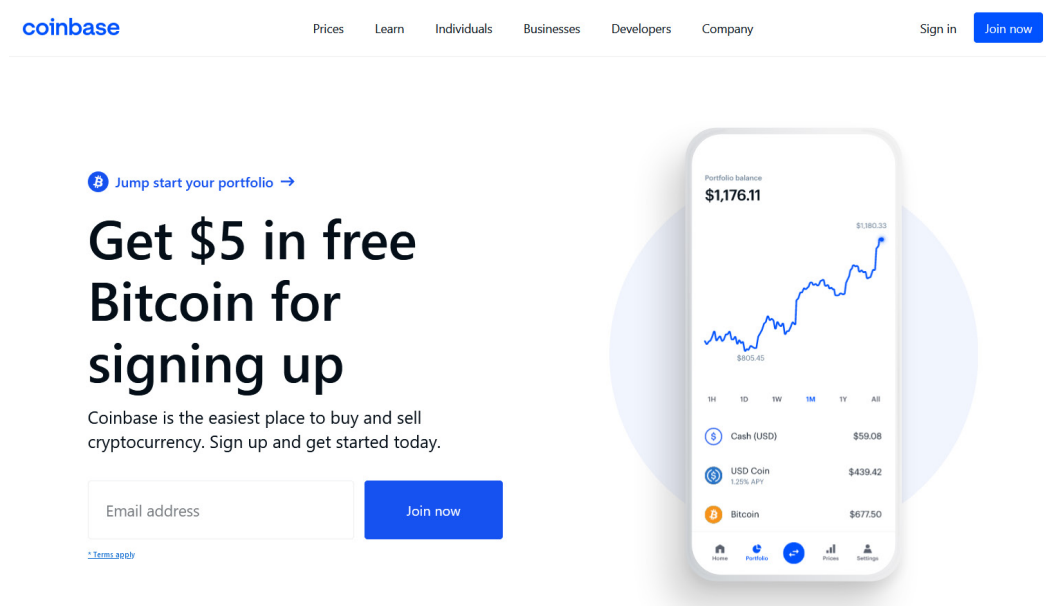 coinbase
Prices Learn Individuals Businesses Developers Company
Sign in Join now
Jump start your portfolio →
Get $5 in free
Bitcoin for
signing up
Coinbase is the easiest place to buy and sell
cryptocurrency. Sign up and get started today.
Email address Join now
* Terms apply
Portfolio balance
$1,176.11
$1,180.33
$805.45
1H 1D 1W 1M 1Y All
Cash (USD) $59.08
USD Coin $439.42
1.25% APY
Bitcoin $677.50
Home Portfolio Prices Settings